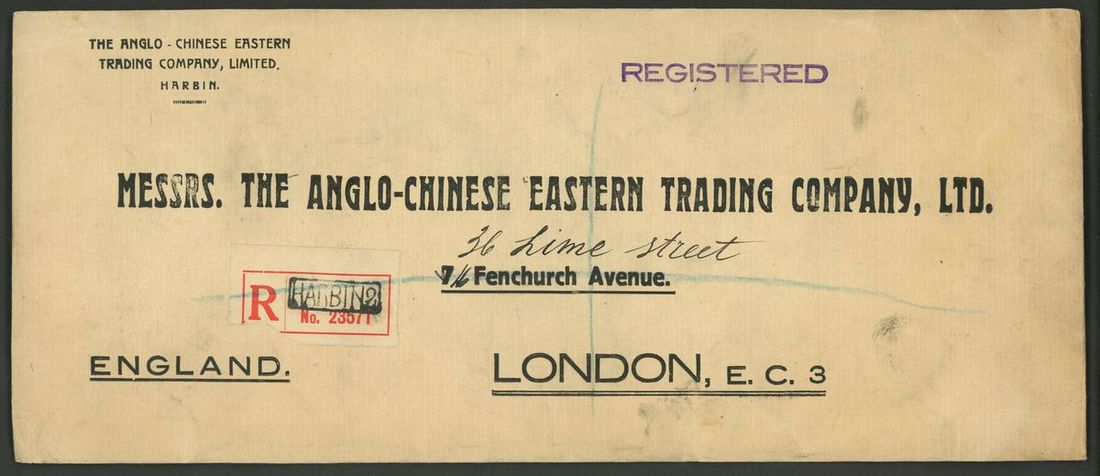 THE ANGLO - CHINESE EASTERN
TRADING COMPANY, LIMITED.
HARBIN.
REGISTERED
MESSRS. THE ANGLO-CHINESE EASTERN TRADING COMPANY, LTD.
36 Lime Street
Fenchurch Avenue.
R
HARBIN 2
No. 23571
ENGLAND.
LONDON, E. C. 3